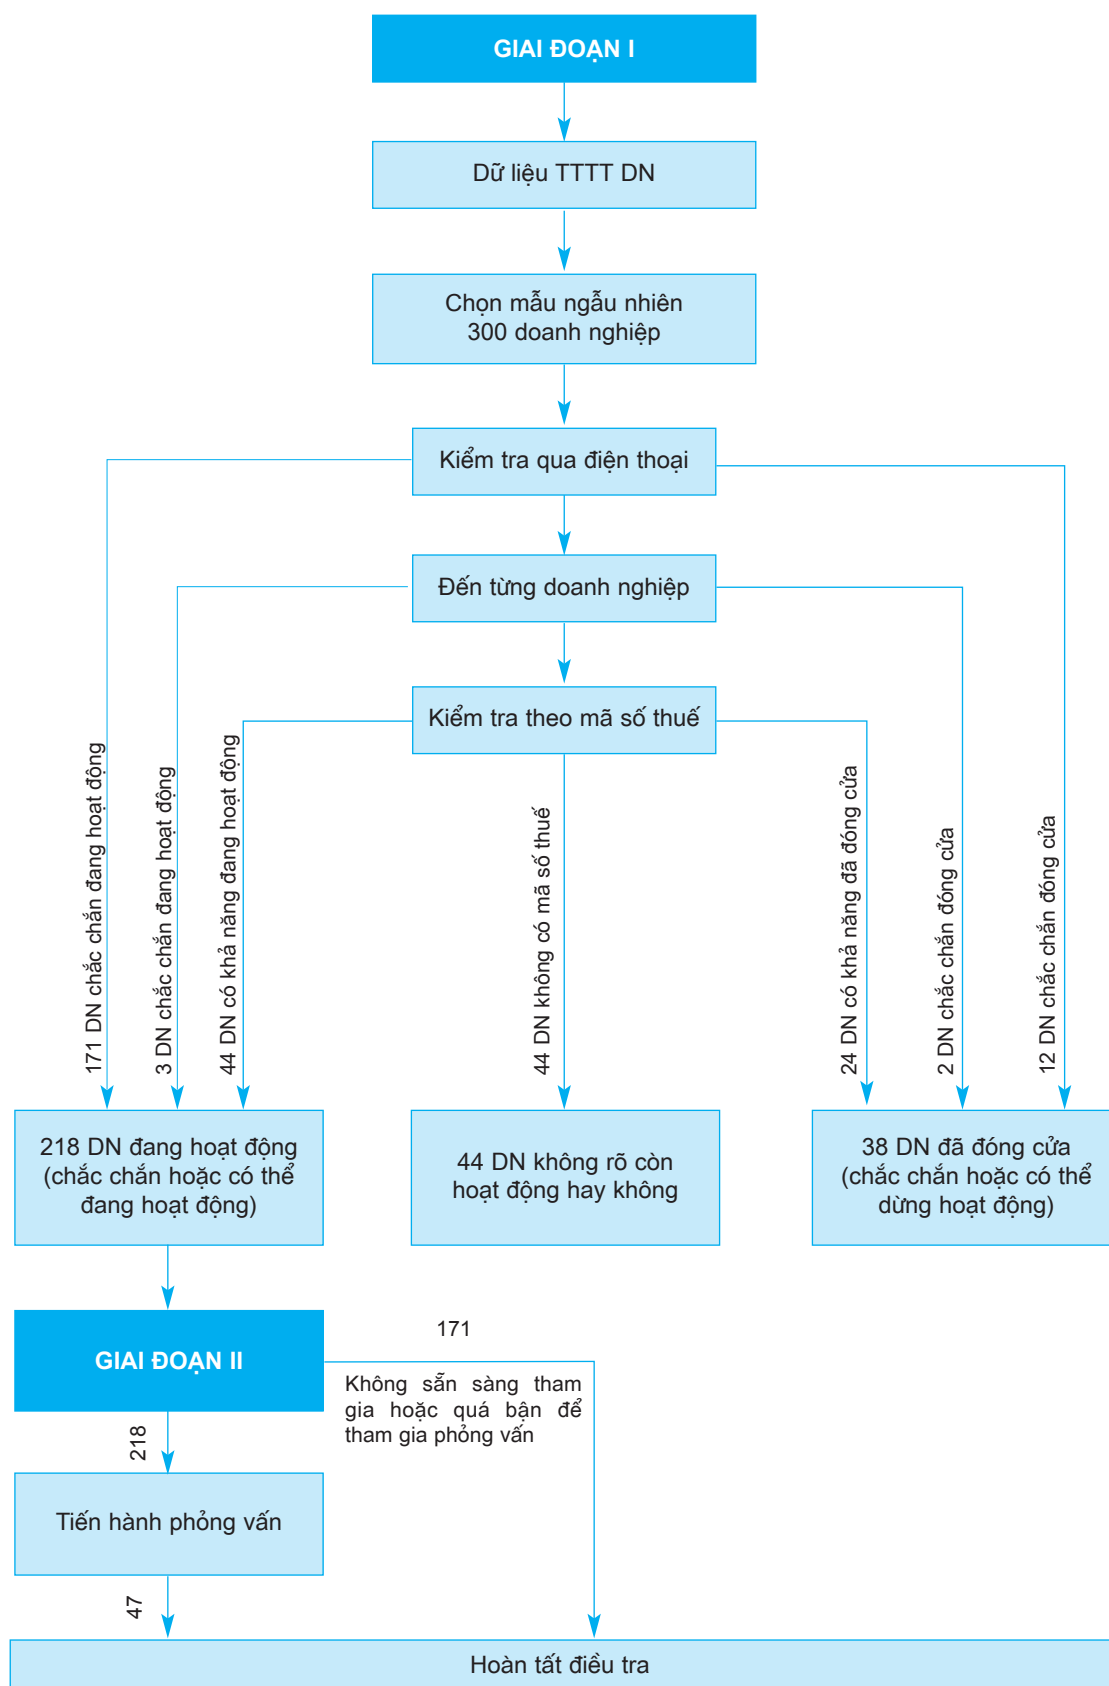 GIAI ĐOẠN I
Dữ liệu TTTT DN
Chọn mẫu ngẫu nhiên
300 doanh nghiệp
Kiểm tra qua điện thoại
Đến từng doanh nghiệp
Kiểm tra theo mã số thuế
171 DN chắc chắn đang hoạt động
3 DN chắc chắn đang hoạt động
44 DN có khả năng đang hoạt động
44 DN không có mã số thuế
24 DN có khả năng đã đóng cửa
2 DN chắc chắn đóng cửa
12 DN chắc chắn đóng cửa
218 DN đang hoạt động
(chắc chắn hoặc có thể
đang hoạt động)
44 DN không rõ còn
hoạt động hay không
38 DN đã đóng cửa
(chắc chắn hoặc có thể
dừng hoạt động)
GIAI ĐOẠN II
171
Không sẵn sàng tham
gia hoặc quá bận để
tham gia phỏng vấn
218
Tiến hành phỏng vấn
47
Hoàn tất điều tra